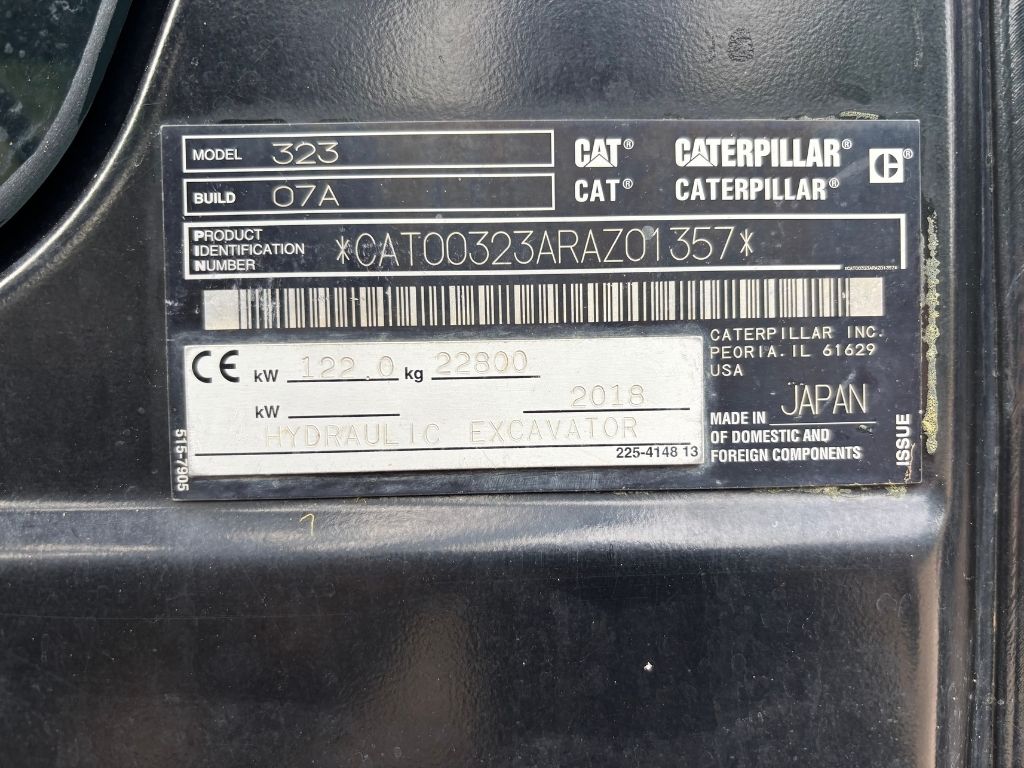 MODEL 323
BUILD 07A
CAT® CATERPILLAR®
CAT® CATERPILLAR®
C®
PRODUCT
IDENTIFICATION
NUMBER
*CAT00323ARAZ01357*
*CAT00323ARAZ01357*
CE kW 122.0 kg 22800
kW 2018
HYDRAULIC EXCAVATOR
225-4148 13
CATERPILLAR INC.
PEORIA. IL 61629
USA
MADE IN JAPAN
OF DOMESTIC AND
FOREIGN COMPONENTS
ISSUE
515-7905